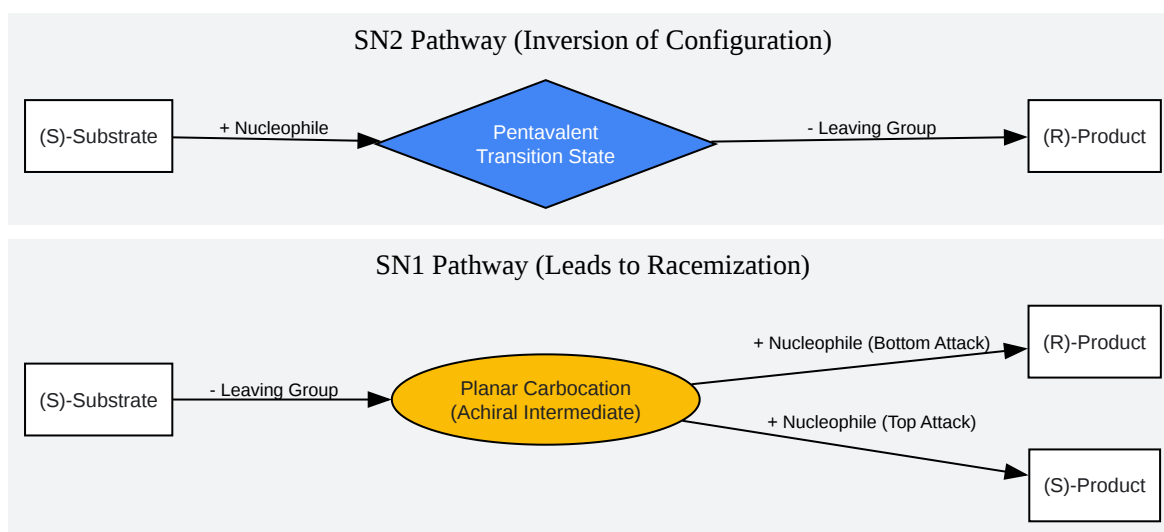 SN2 Pathway (Inversion of Configuration)
(S)-Substrate
+ Nucleophile
Pentavalent
Transition State
- Leaving Group
(R)-Product
SN1 Pathway (Leads to Racemization)
(S)-Substrate
- Leaving Group
Planar Carbocation
(Achiral Intermediate)
+ Nucleophile (Bottom Attack)
(R)-Product
+ Nucleophile (Top Attack)
(S)-Product